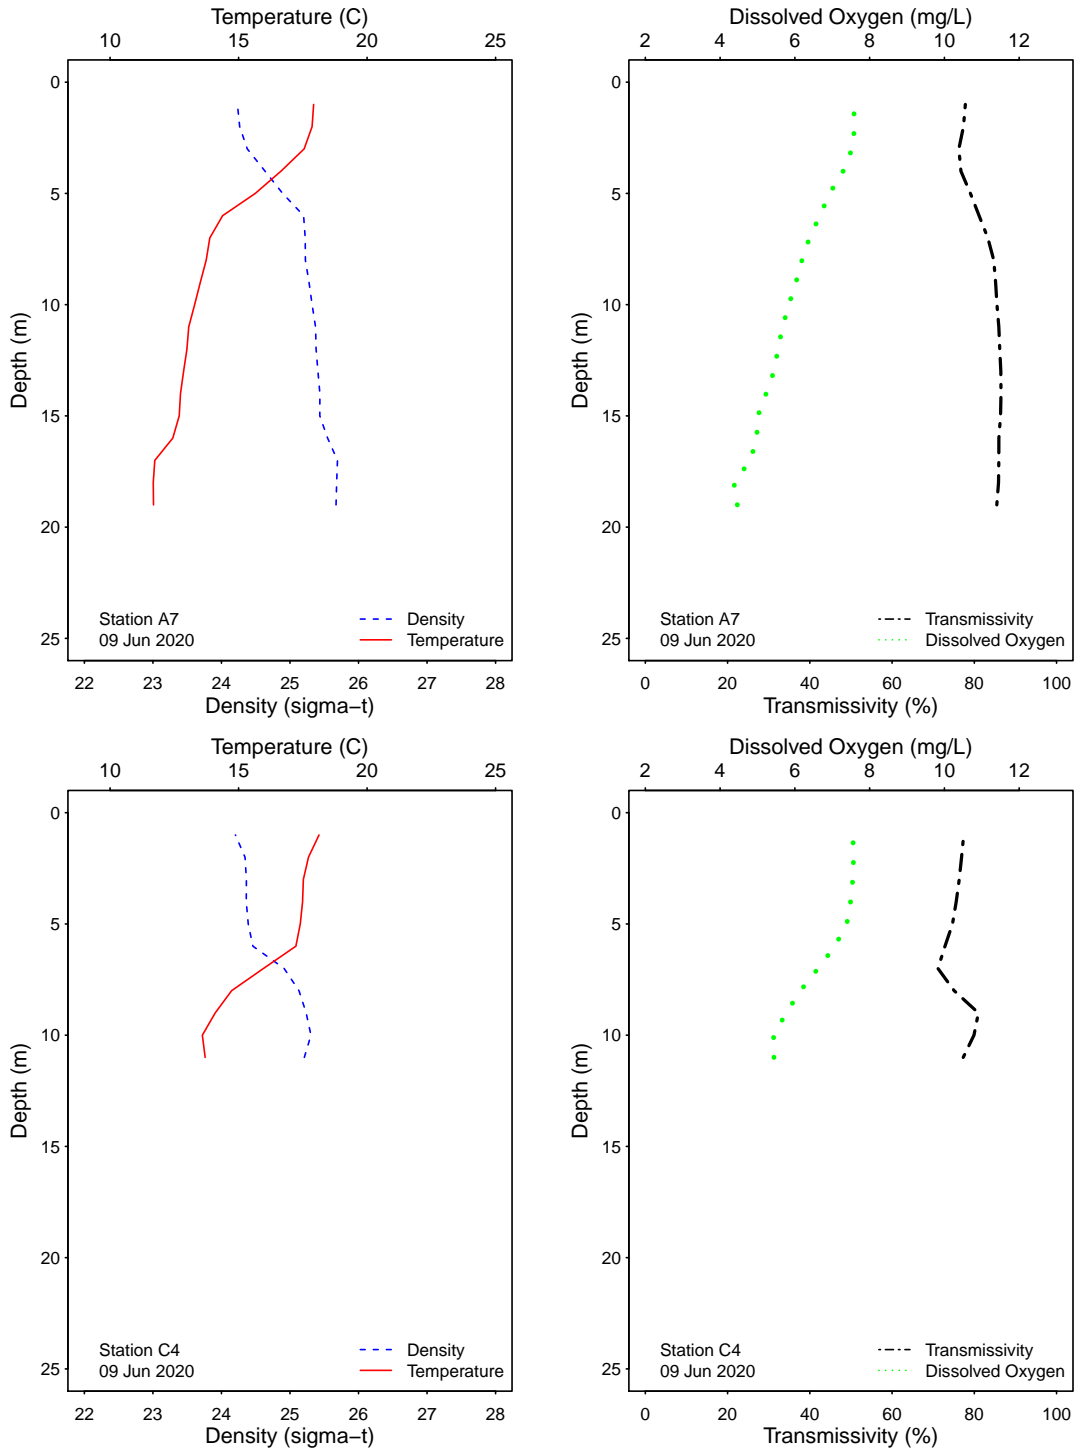 Temperature (C)
10 15 20 25
0
5
10
15
20
25
Depth (m)
Station A7
09 Jun 2020
Density
Temperature
22 23 24 25 26 27 28
Density (sigma−t)
Dissolved Oxygen (mg/L)
2 4 6 8 10 12
0
5
10
15
20
25
Depth (m)
Station A7
09 Jun 2020
Transmissivity
Dissolved Oxygen
0 20 40 60 80 100
Transmissivity (%)
Temperature (C)
10 15 20 25
0
5
10
15
20
25
Depth (m)
Station C4
09 Jun 2020
Density
Temperature
22 23 24 25 26 27 28
Density (sigma−t)
Dissolved Oxygen (mg/L)
2 4 6 8 10 12
0
5
10
15
20
25
Depth (m)
Station C4
09 Jun 2020
Transmissivity
Dissolved Oxygen
0 20 40 60 80 100
Transmissivity (%)